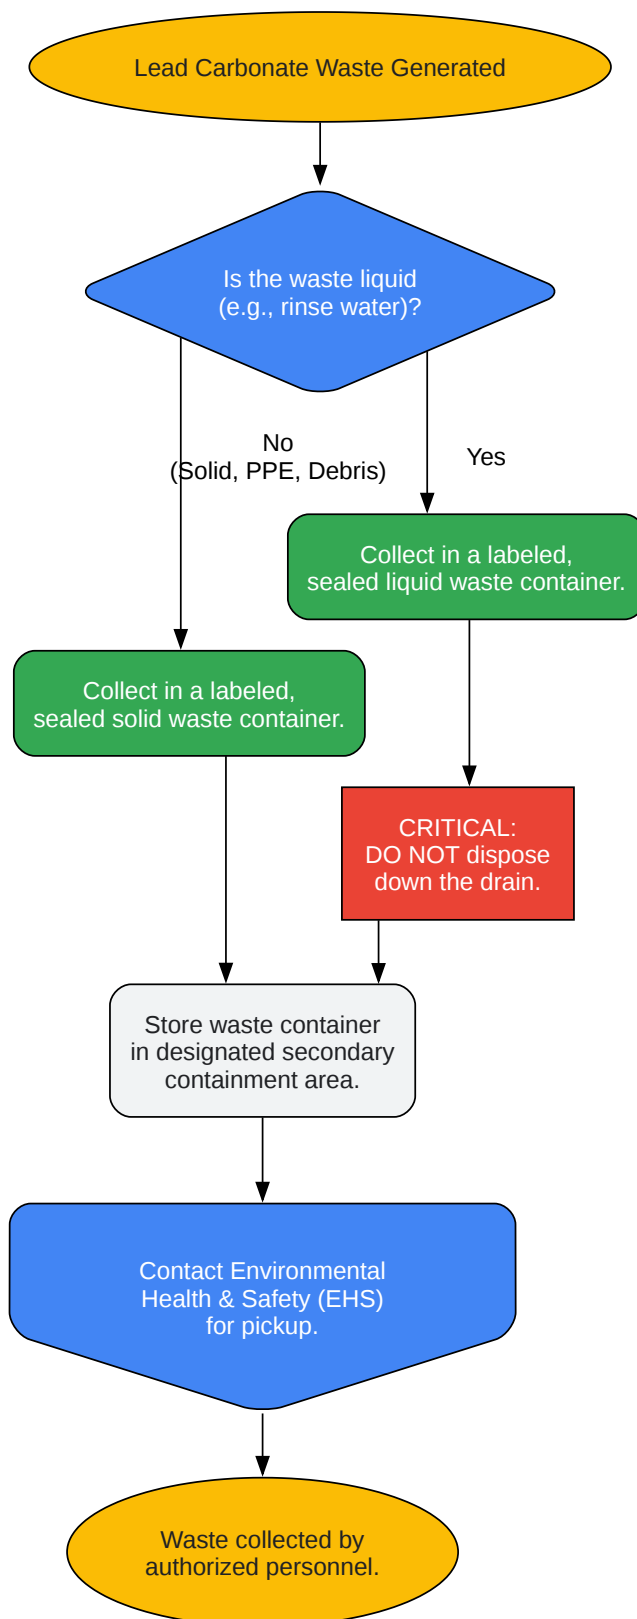 Lead Carbonate Waste Generated
Is the waste liquid
(e.g., rinse water)?
No
(Solid, PPE, Debris)
Yes
Collect in a labeled,
sealed liquid waste container.
Collect in a labeled,
sealed solid waste container.
CRITICAL:
DO NOT dispose
down the drain.
Store waste container
in designated secondary
containment area.
Contact Environmental
Health & Safety (EHS)
for pickup.
Waste collected by
authorized personnel.